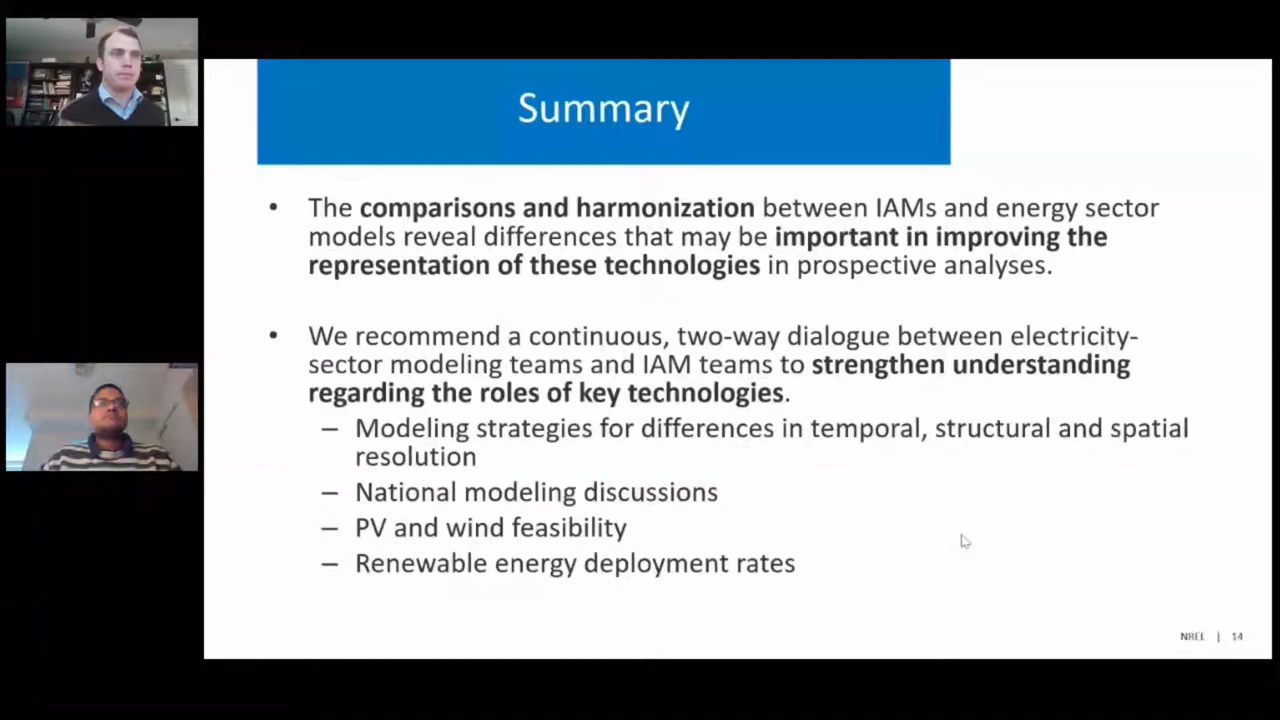 Summary
• The comparisons and harmonization between IAMs and energy sector
models reveal differences that may be important in improving the
representation of these technologies in prospective analyses.
• We recommend a continuous, two-way dialogue between electricity-
sector modeling teams and IAM teams to strengthen understanding
regarding the roles of key technologies.
– Modeling strategies for differences in temporal, structural and spatial
resolution
– National modeling discussions
– PV and wind feasibility
– Renewable energy deployment rates
NREL | 14